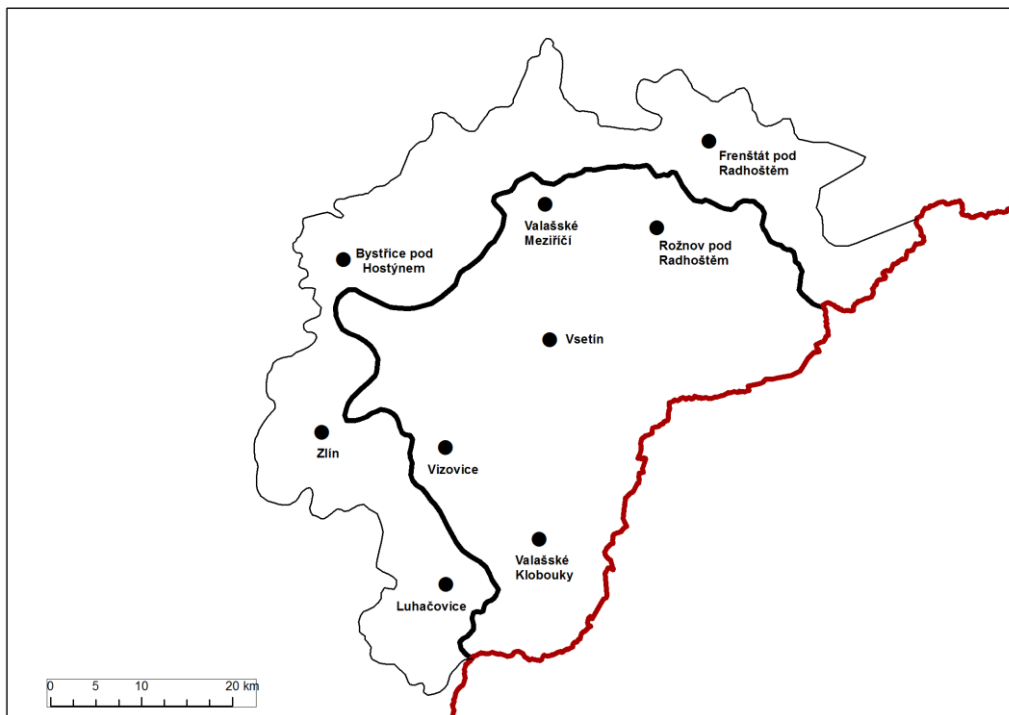 Frenštát pod
Radhoštěm
Valašské
Meziříčí
Rožnov pod
Radhoštěm
Bystřice pod
Hostýnem
Vsetín
Zlín
Vizovice
Valašské
Klobouky
Luhačovice
0 5 10 20 km